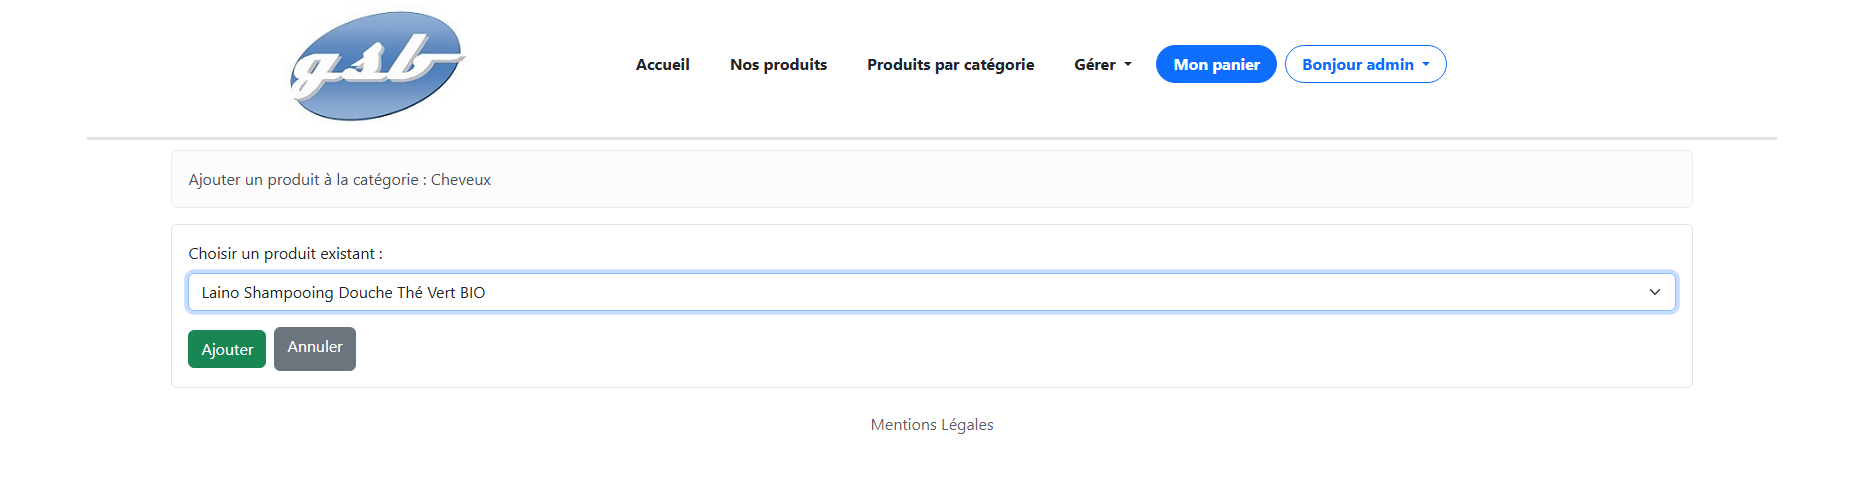 gsb
Accueil Nos produits Produits par catégorie Gérer Mon panier Bonjour admin
Ajouter un produit à la catégorie : Cheveux
Choisir un produit existant :
Laino Shampooing Douche Thé Vert BIO
Ajouter Annuler
Mentions Légales